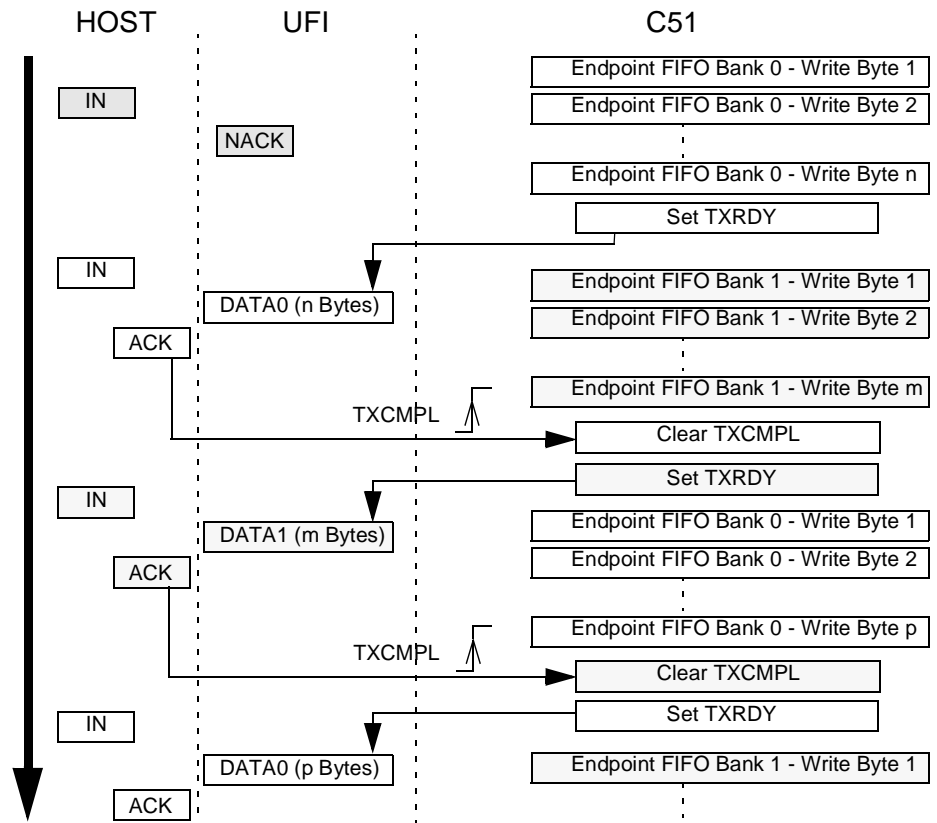 HOST UFI C51
Endpoint FIFO Bank 0 - Write Byte 1
IN
Endpoint FIFO Bank 0 - Write Byte 2
NACK
Endpoint FIFO Bank 0 - Write Byte n
Set TXRDY
IN
Endpoint FIFO Bank 1 - Write Byte 1
DATA0 (n Bytes)
Endpoint FIFO Bank 1 - Write Byte 2
ACK
Endpoint FIFO Bank 1 - Write Byte m
TXCMPL
Clear TXCMPL
Set TXRDY
IN
Endpoint FIFO Bank 0 - Write Byte 1
DATA1 (m Bytes)
Endpoint FIFO Bank 0 - Write Byte 2
ACK
Endpoint FIFO Bank 0 - Write Byte p
TXCMPL
Clear TXCMPL
Set TXRDY
IN
DATA0 (p Bytes)
Endpoint FIFO Bank 1 - Write Byte 1
ACK